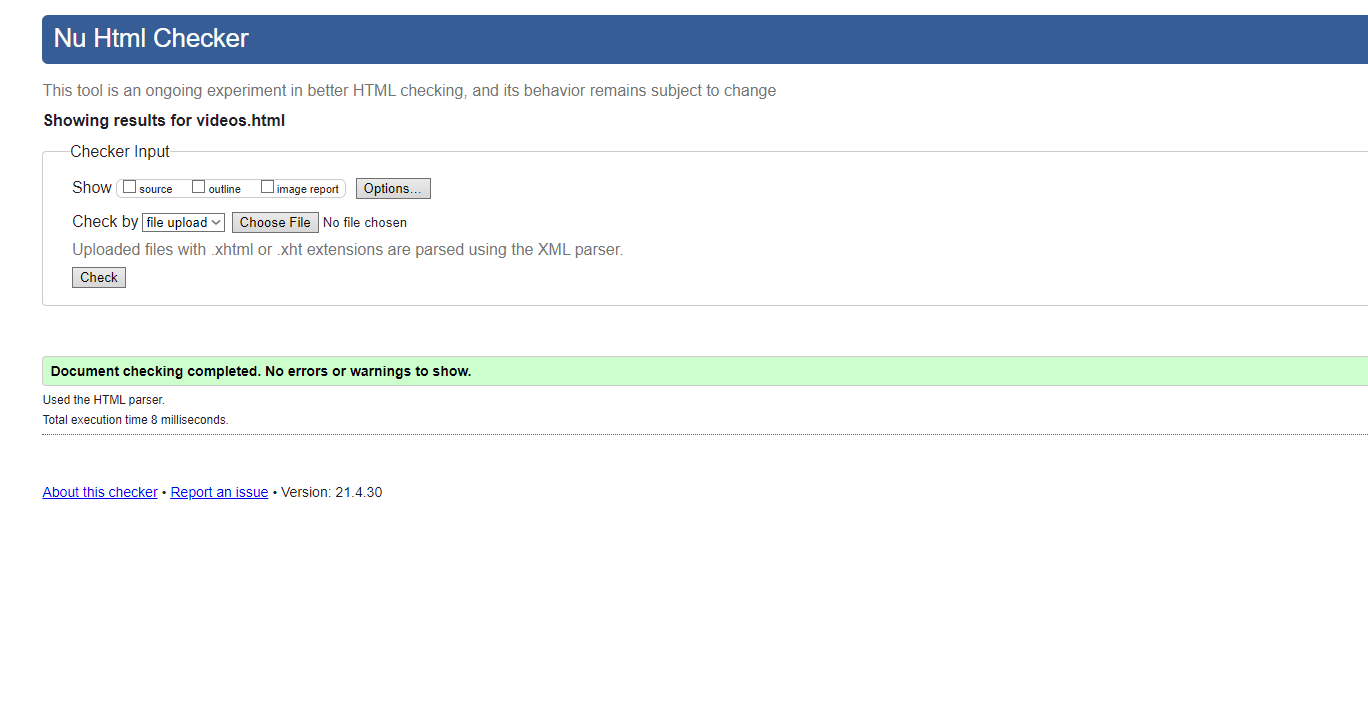 Nu Html Checker
This tool is an ongoing experiment in better HTML checking, and its behavior remains subject to change
Showing results for videos.html
Checker Input
Show source outline image report Options...
Check by file upload Choose File No file chosen
Uploaded files with .xhtml or .xht extensions are parsed using the XML parser.
Check
Document checking completed. No errors or warnings to show.
Used the HTML parser.
Total execution time 8 milliseconds.
About this checker • Report an issue • Version: 21.4.30